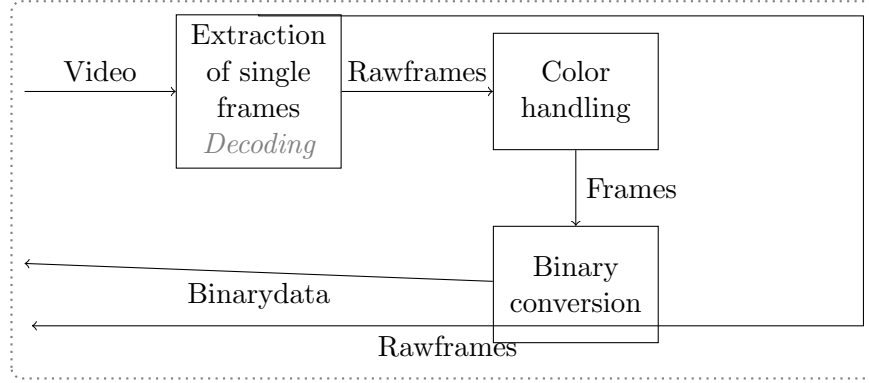 Video
Extraction
of single
frames
Decoding
Rawframes
Color
handling
Frames
Binary
conversion
Binarydata
Rawframes